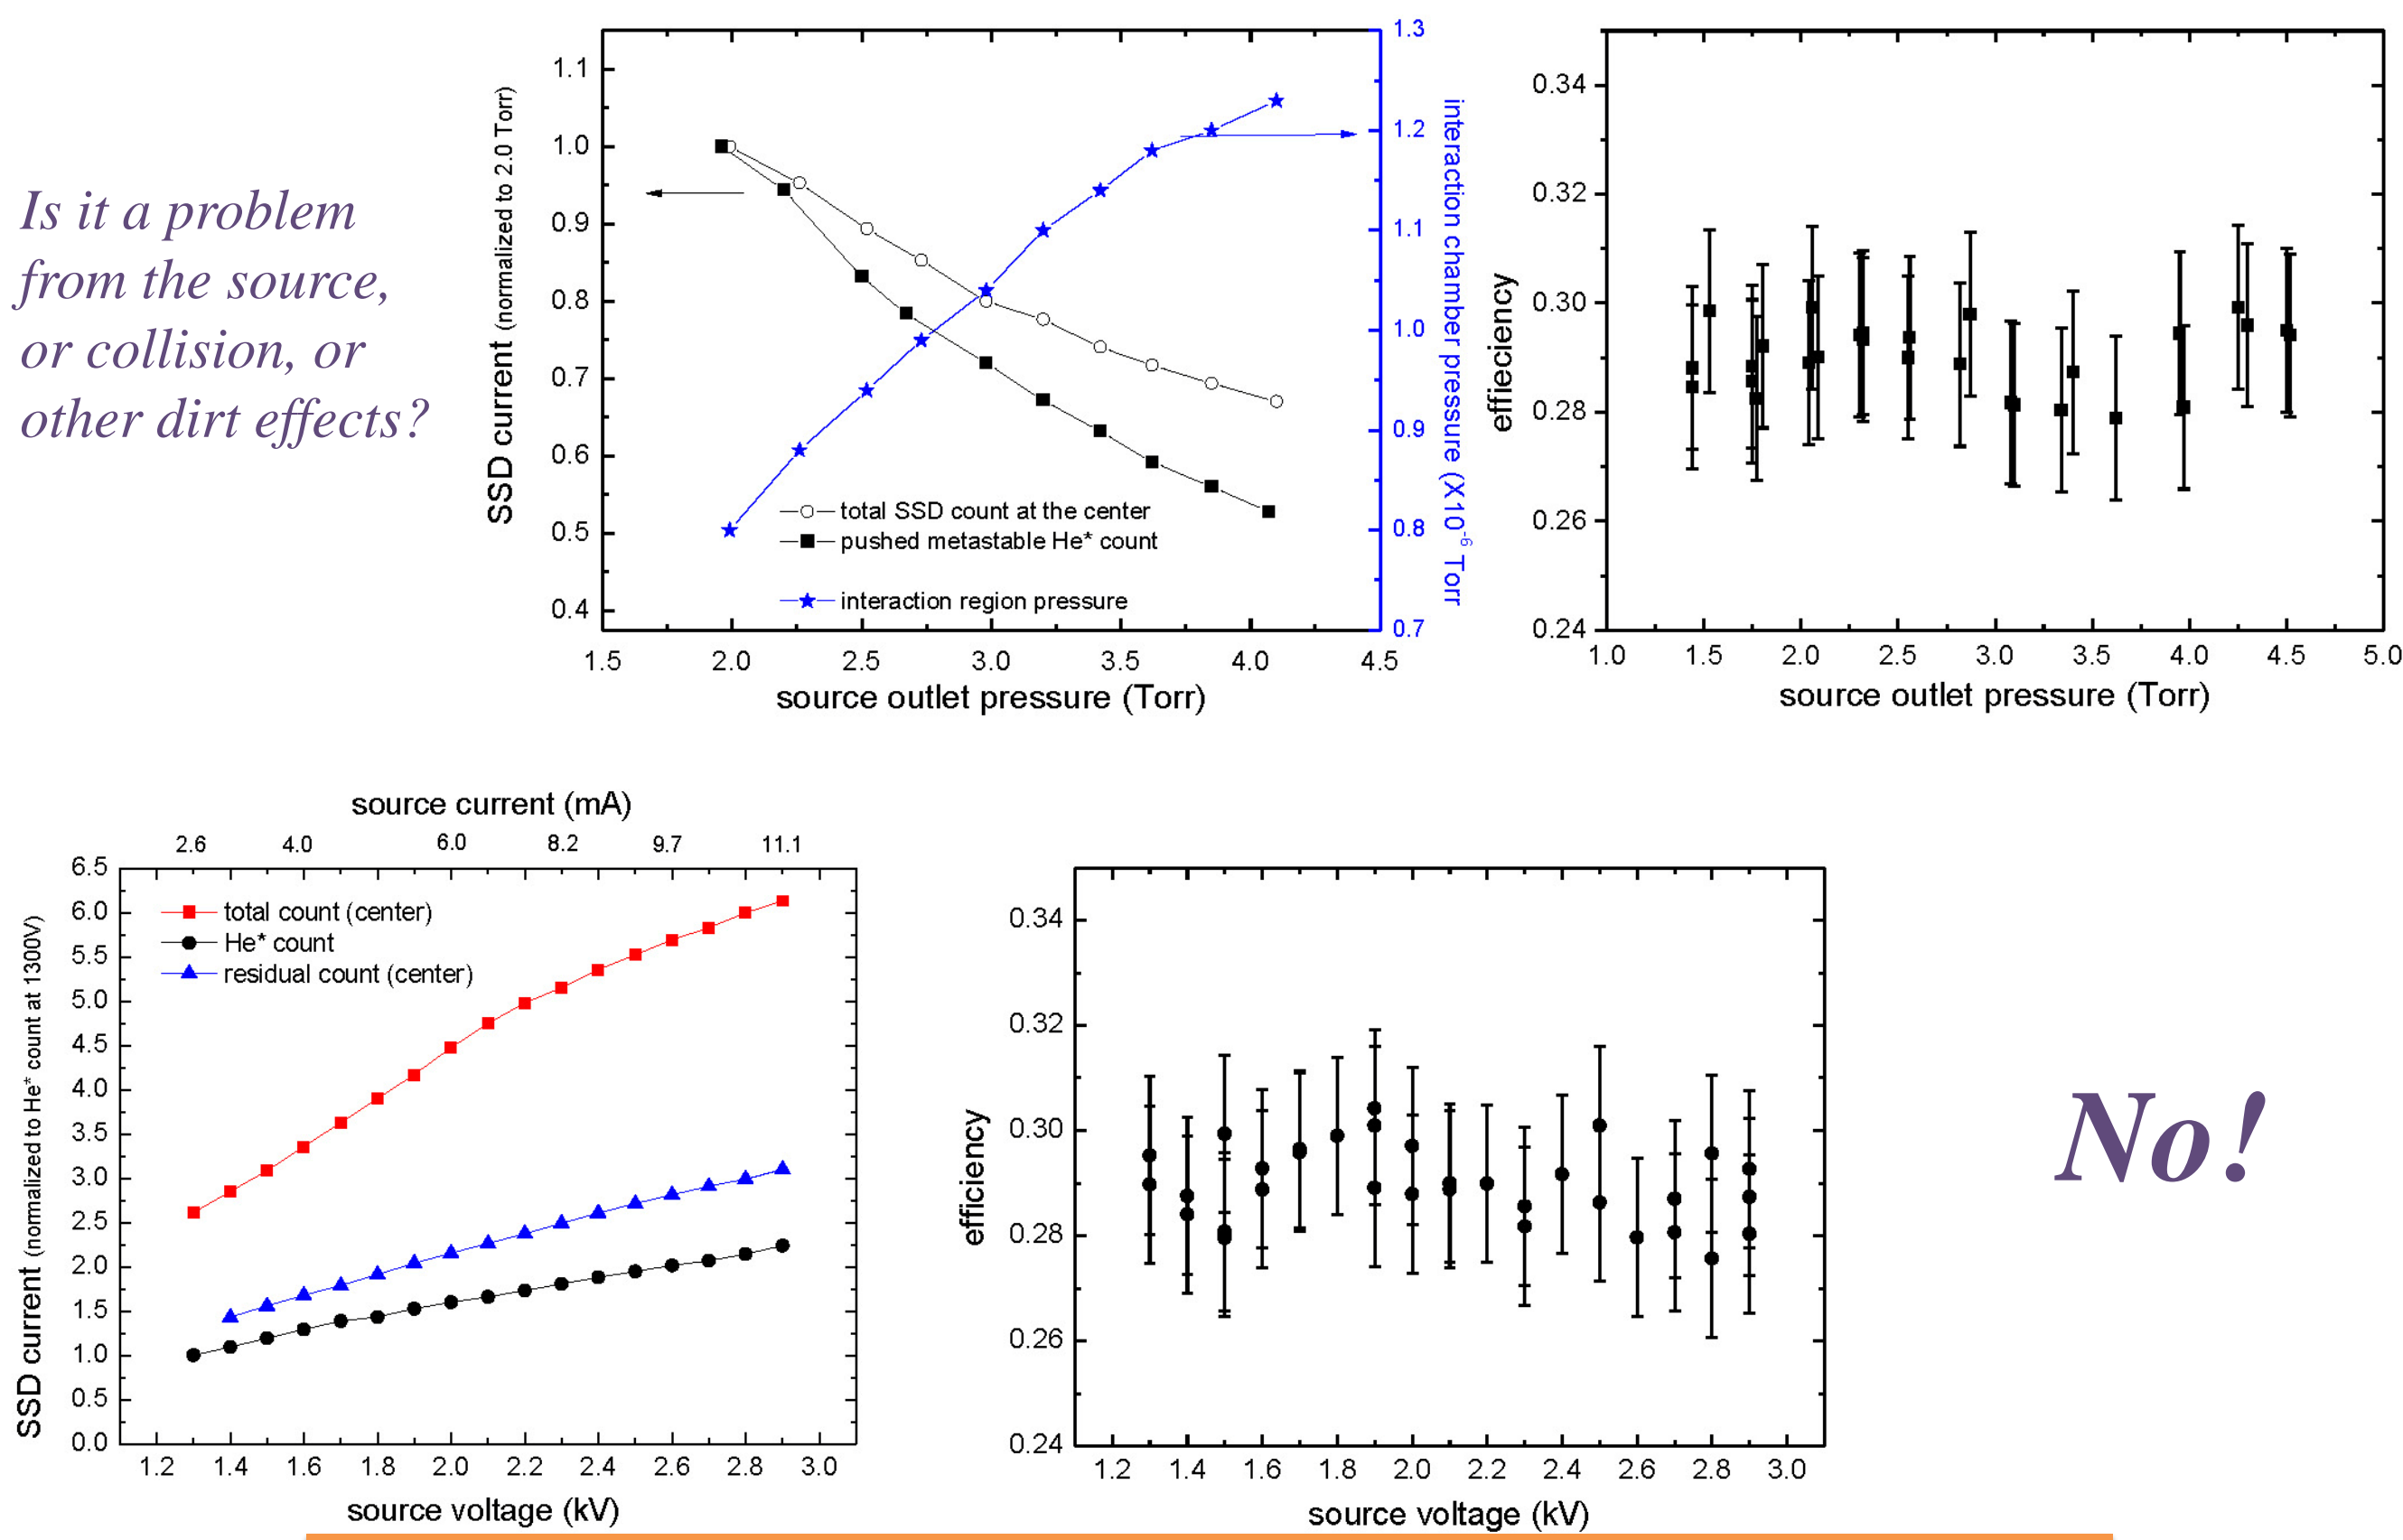 Is it a problem
from the source,
or collision, or
other dirt effects?
SSD current (normalized to 2.0 Torr)
1.1
1.0
0.9
0.8
0.7
0.6
0.5
0.4
total SSD count at the center
pushed metastable He* count
interaction region pressure
1.5 2.0 2.5 3.0 3.5 4.0 4.5
source outlet pressure (Torr)
1.3
1.2
1.1
1.0
0.9
0.8
0.7
interaction chamber pressure (X10⁻⁶ Torr
effieciency
0.34
0.32
0.30
0.28
0.26
0.24
1.0 1.5 2.0 2.5 3.0 3.5 4.0 4.5 5.0
source outlet pressure (Torr)
source current (mA)
2.6 4.0 6.0 8.2 9.7 11.1
SSD current (normalized to He* count at 1300V)
6.5
6.0
5.5
5.0
4.5
4.0
3.5
3.0
2.5
2.0
1.5
1.0
0.5
0.0
total count (center)
He* count
residual count (center)
1.2 1.4 1.6 1.8 2.0 2.2 2.4 2.6 2.8 3.0
source voltage (kV)
efficiency
0.34
0.32
0.30
0.28
0.26
0.24
1.2 1.4 1.6 1.8 2.0 2.2 2.4 2.6 2.8 3.0
source voltage (kV)
No!